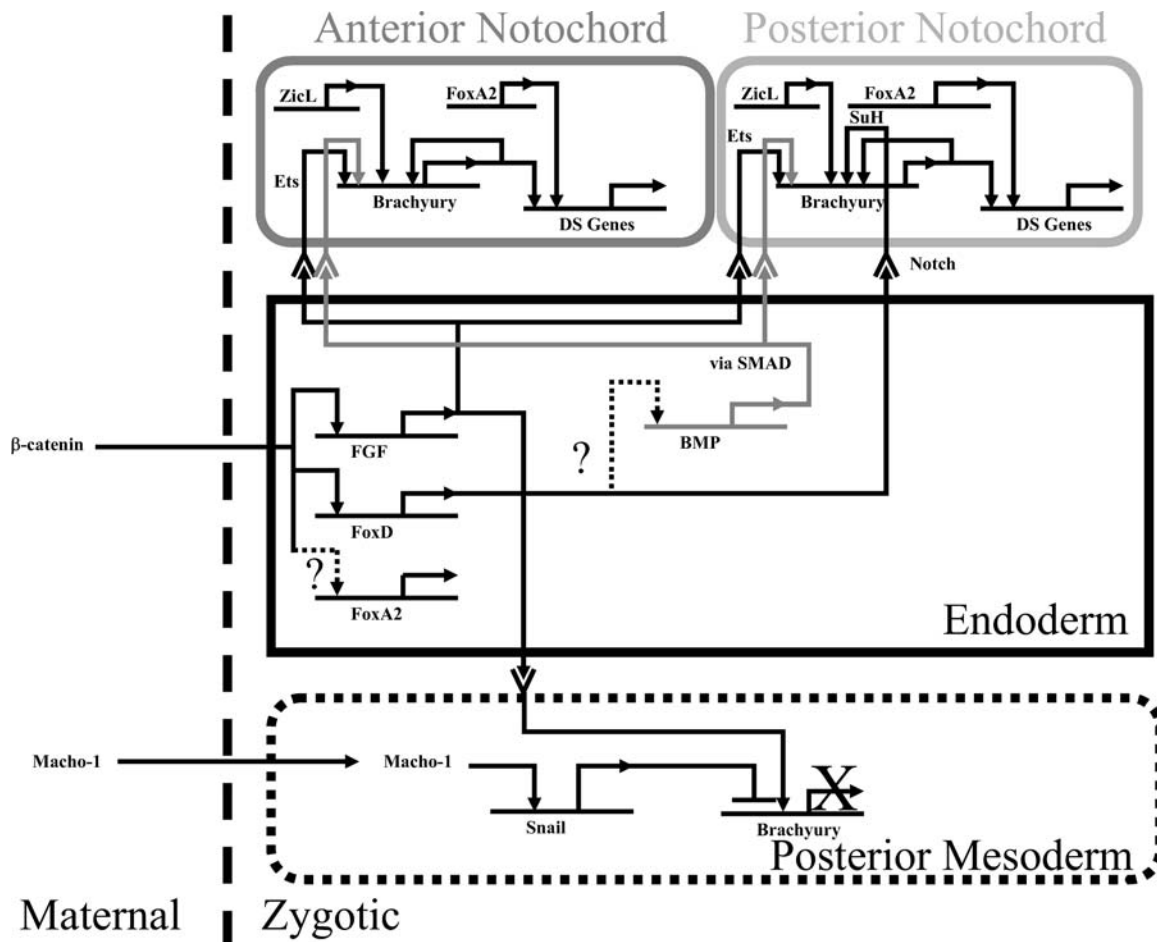 Anterior Notochord
Posterior Notochord
ZicL
FoxA2
Ets
Brachyury
DS Genes
ZicL
FoxA2
SuH
Ets
Brachyury
DS Genes
Notch
via SMAD
β-catenin
FGF
?
BMP
FoxD
?
FoxA2
Endoderm
Macho-1
Macho-1
Snail
X
Brachyury
Posterior Mesoderm
Maternal
Zygotic